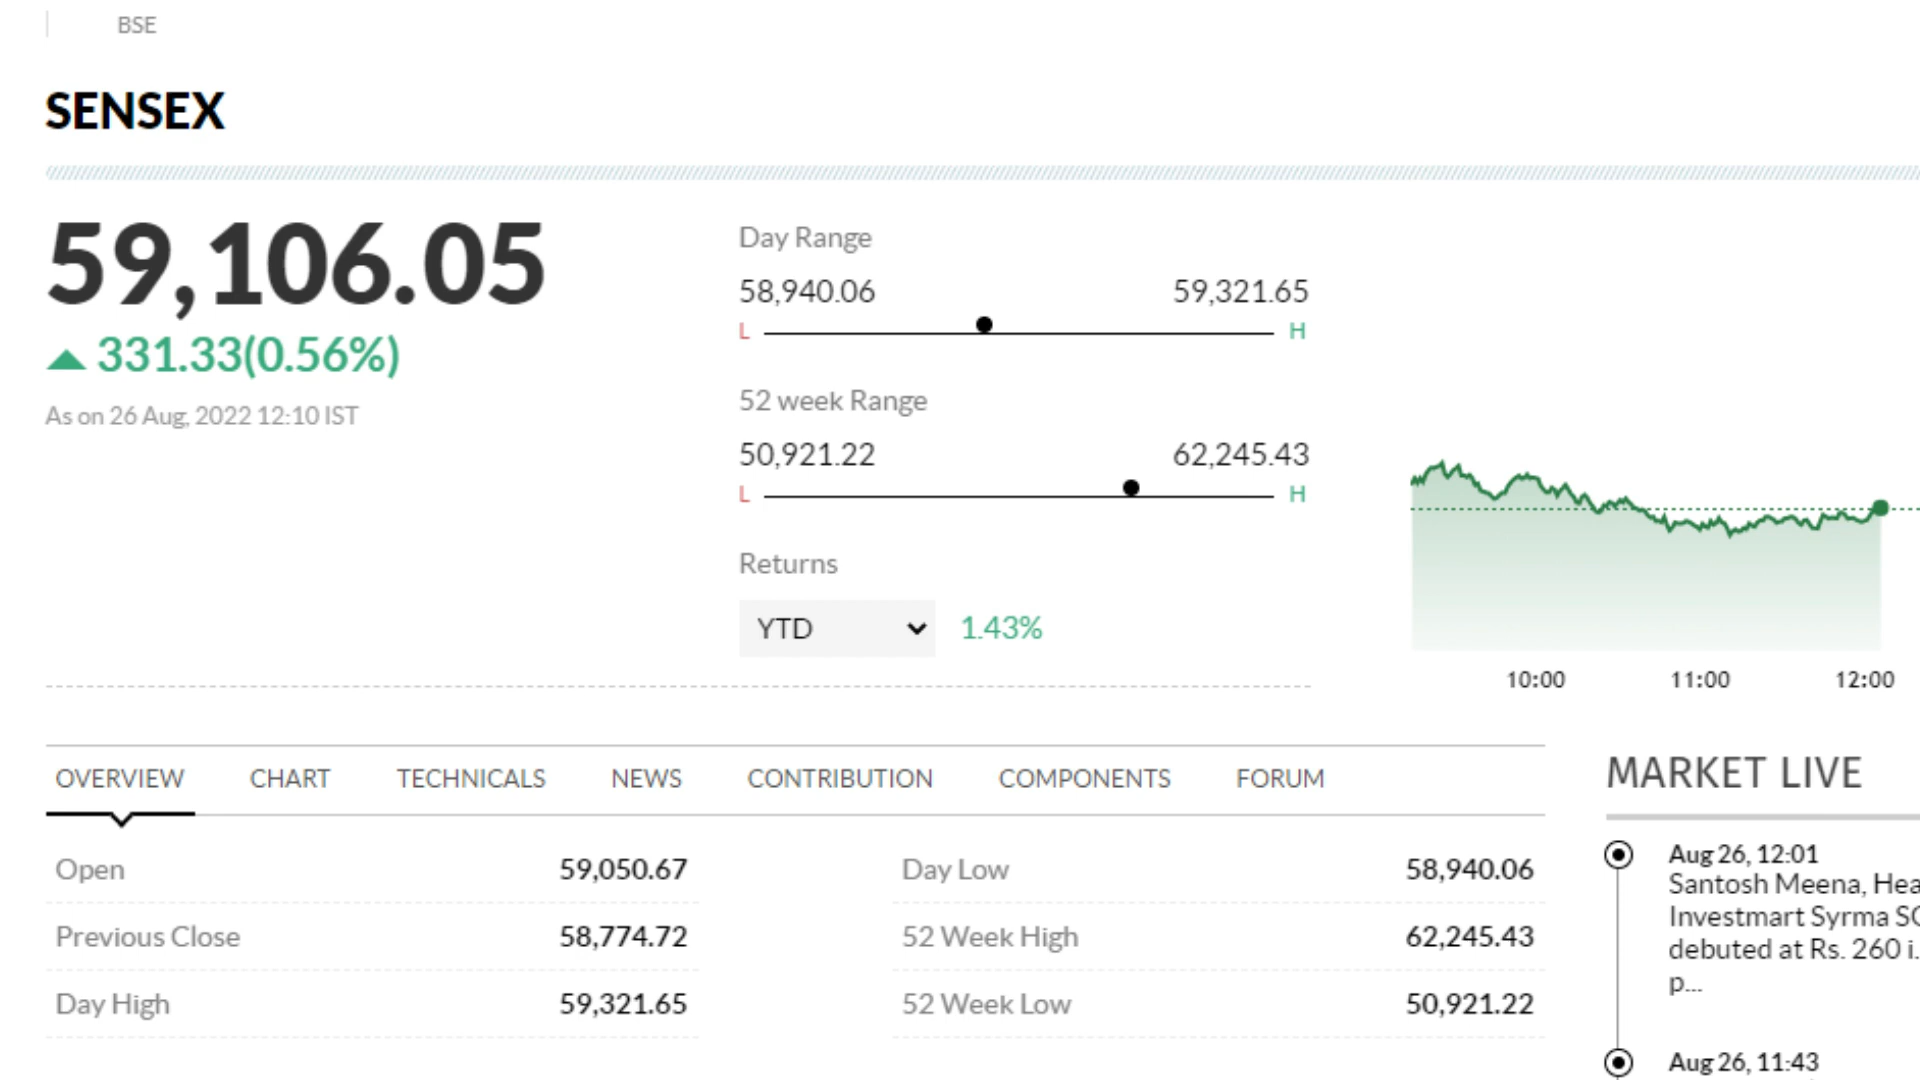 BSE
SENSEX
59,106.05
331.33(0.56%)
As on 26 Aug, 2022 12:10 IST
Day Range
58,940.06 59,321.65
L H
52 week Range
50,921.22 62,245.43
L H
Returns
YTD 1.43%
10:00 11:00 12:00
OVERVIEW CHART TECHNICALS NEWS CONTRIBUTION COMPONENTS FORUM
Open 59,050.67
Previous Close 58,774.72
Day High 59,321.65
Day Low 58,940.06
52 Week High 62,245.43
52 Week Low 50,921.22
MARKET LIVE
Aug 26, 12:01
Santosh Meena, Hea
Investmart Syrma SG
debuted at Rs. 260 i.
p...
Aug 26, 11:43